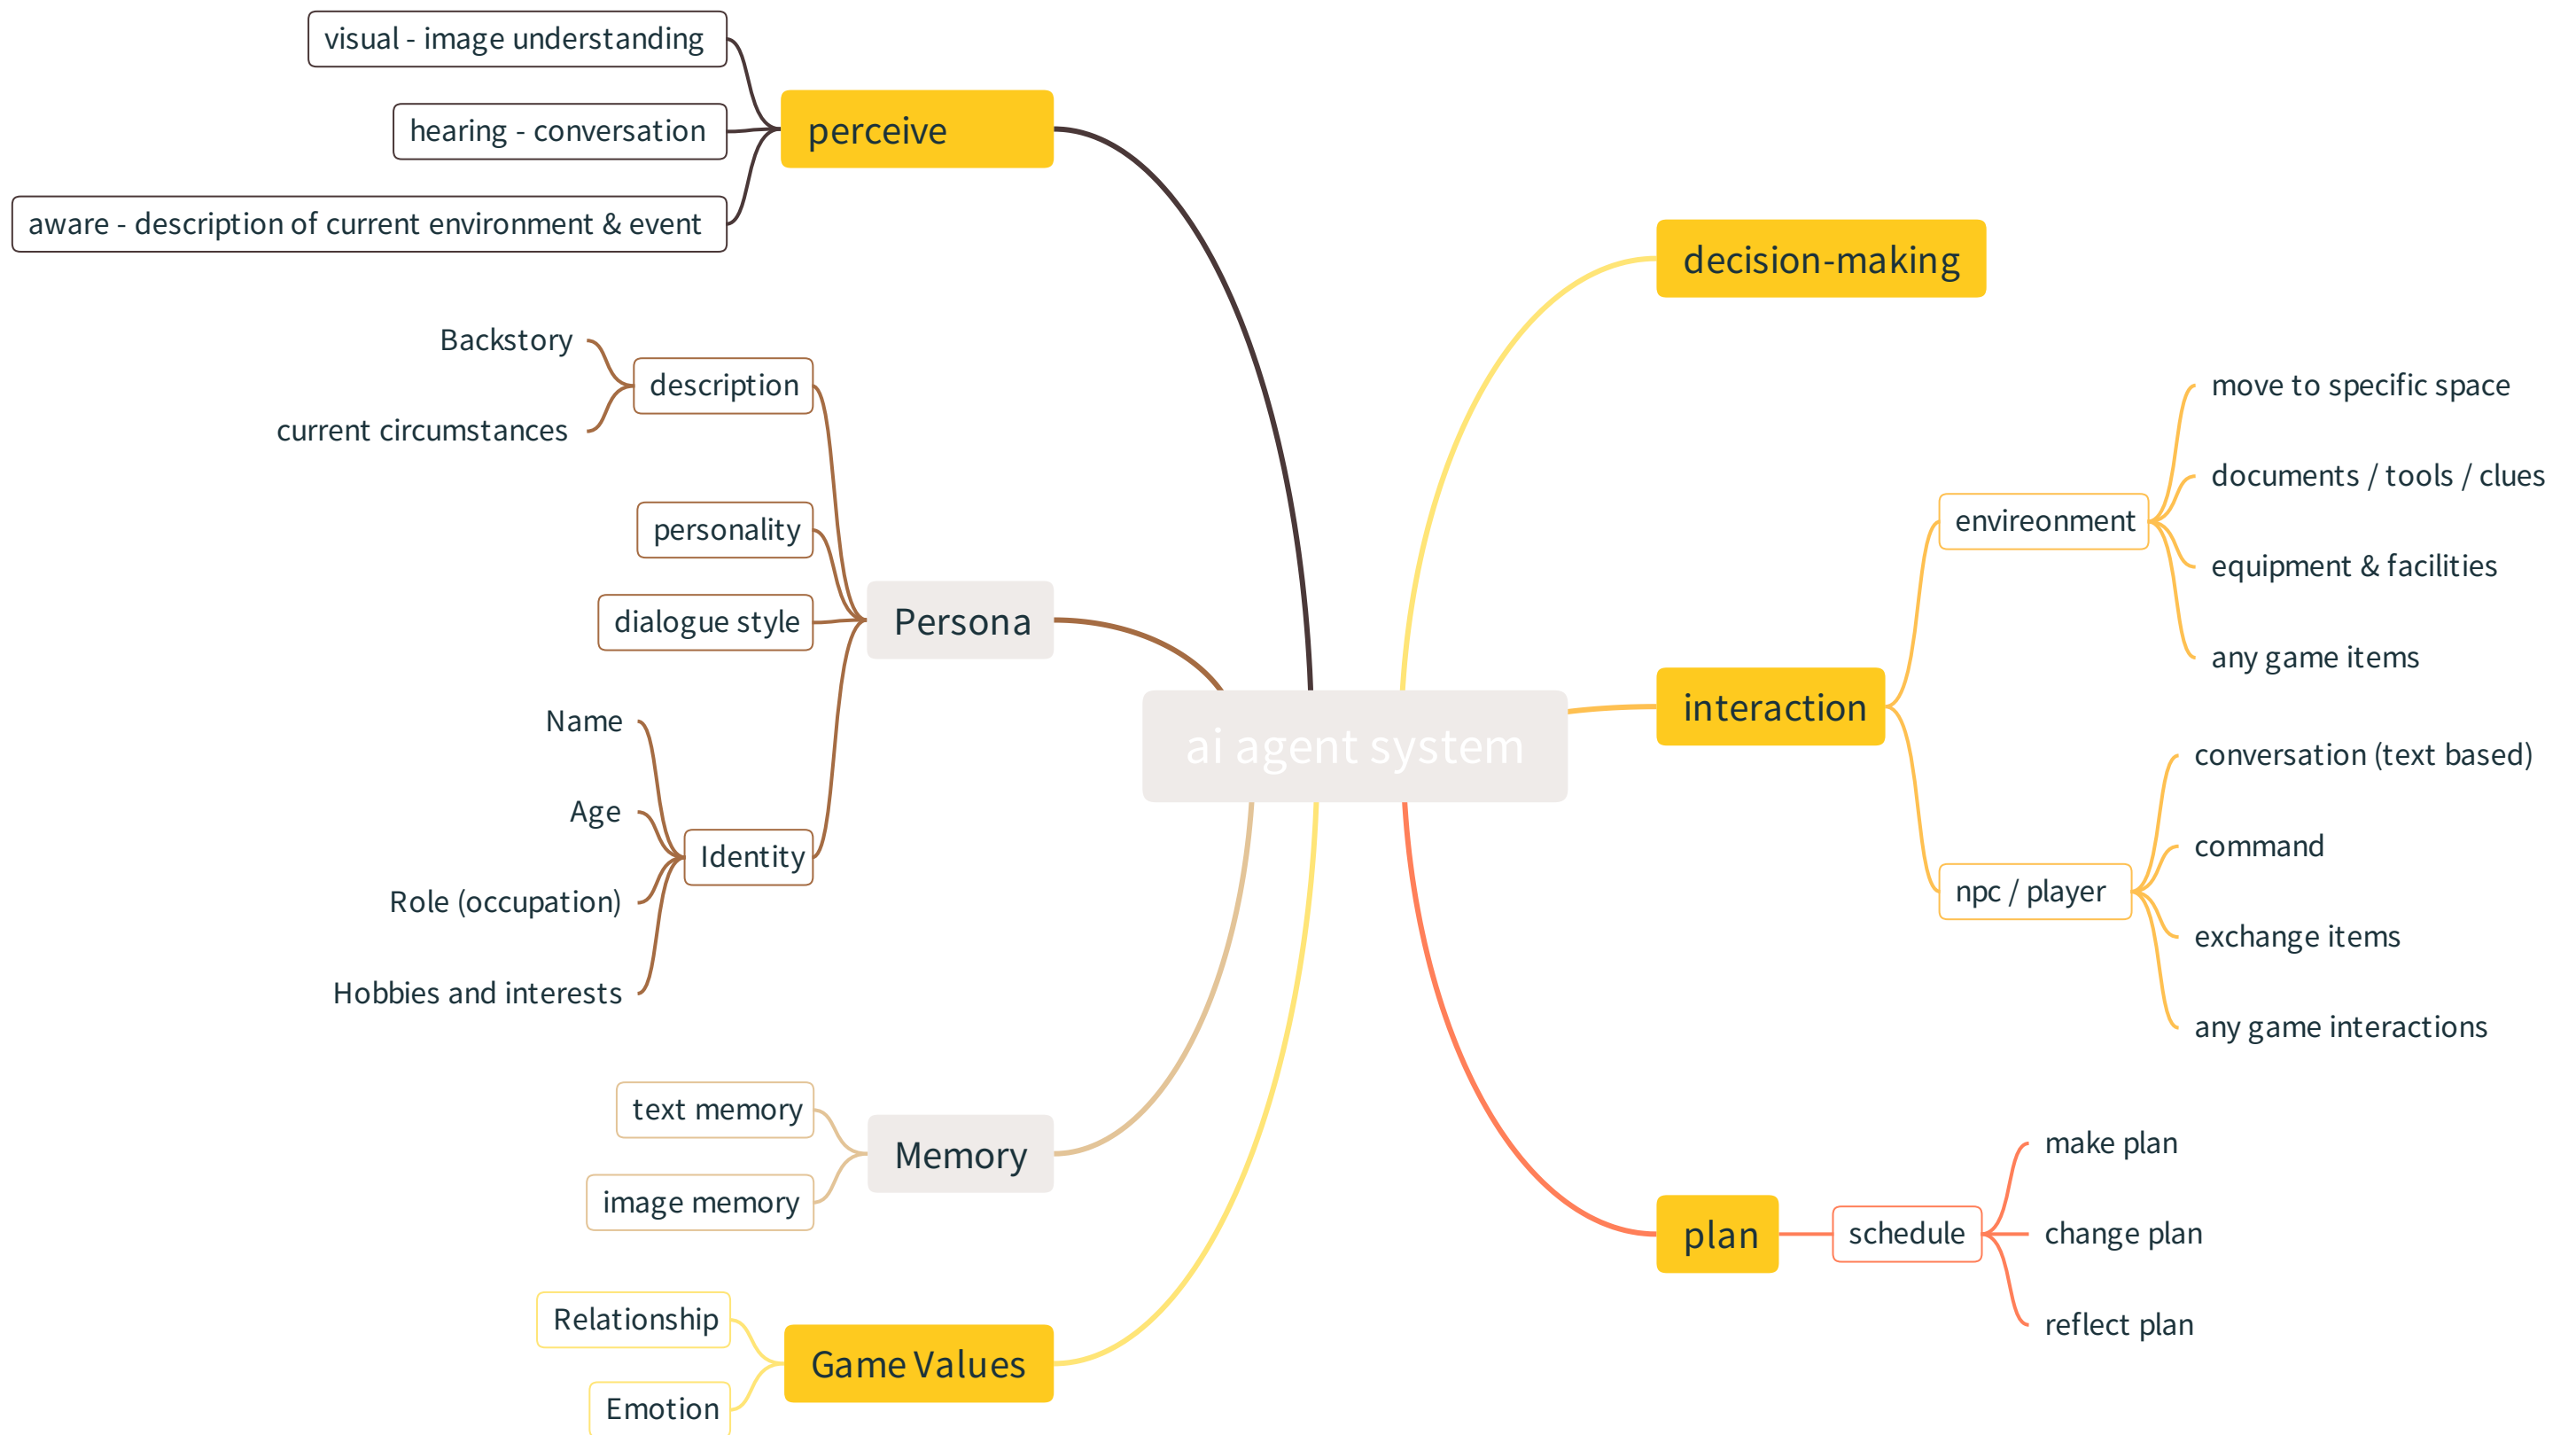 visual - image understanding
hearing - conversation
aware - description of current environment & event
perceive
Backstory
current circumstances
description
personality
dialogue style
Persona
Name
Age
Role (occupation)
Hobbies and interests
Identity
text memory
image memory
Memory
Relationship
Emotion
Game Values
ai agent system
decision-making
interaction
envireonment
move to specific space
documents / tools / clues
equipment & facilities
any game items
npc / player
conversation (text based)
command
exchange items
any game interactions
plan
schedule
make plan
change plan
reflect plan